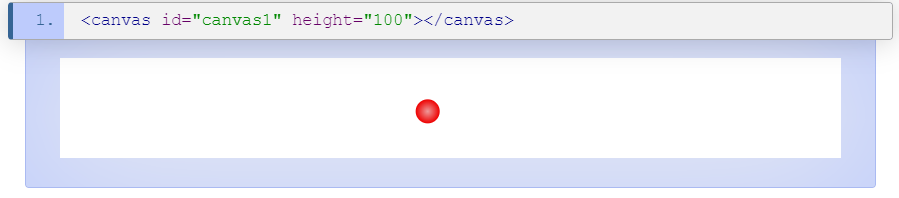 1. <canvas id="canvas1" height="100"></canvas>